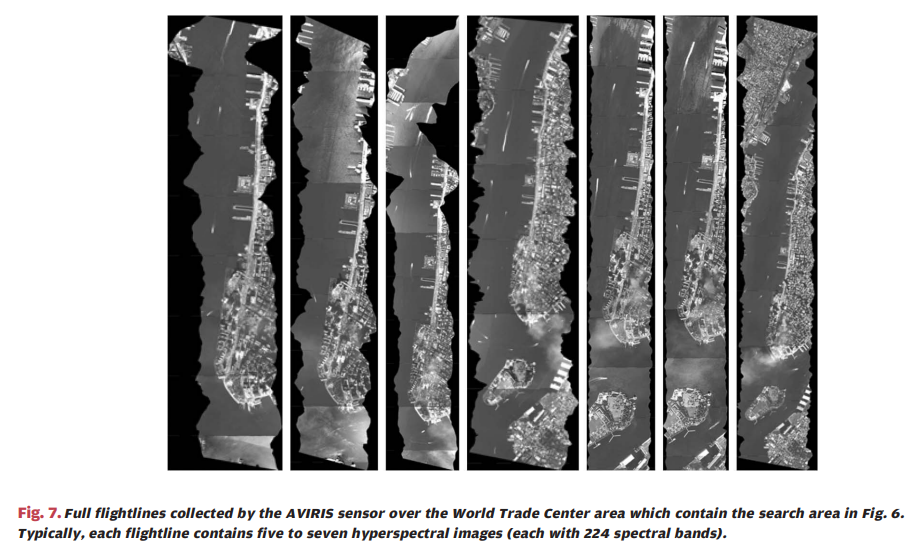 Fig. 7. Full flightlines collected by the AVIRIS sensor over the World Trade Center area which contain the search area in Fig. 6.
Typically, each flightline contains five to seven hyperspectral images (each with 224 spectral bands).